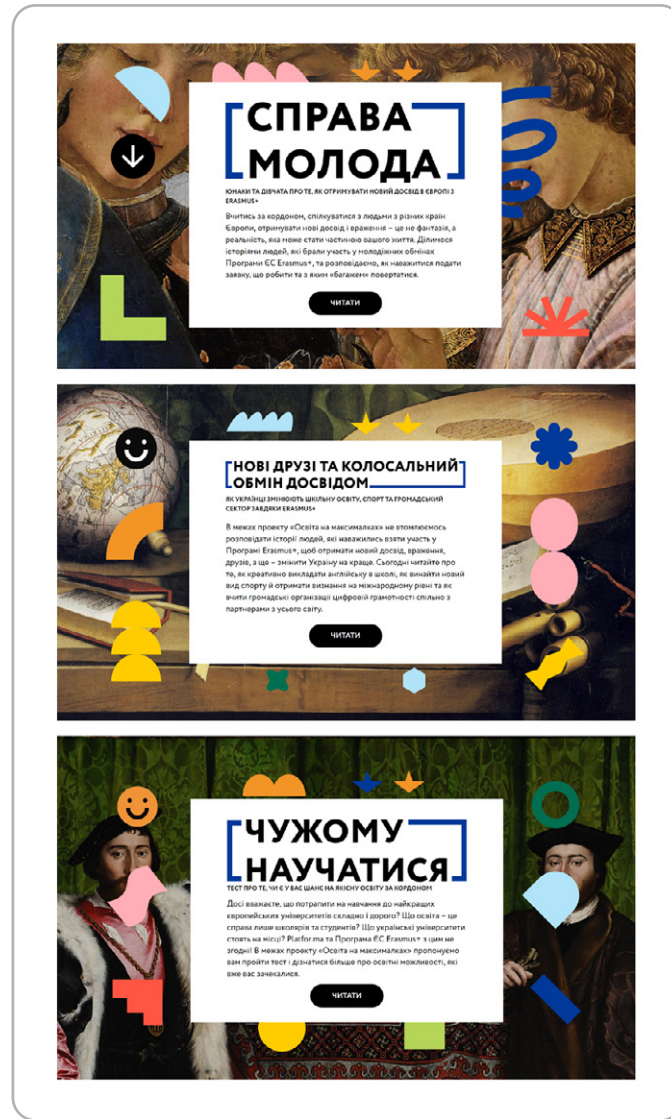 СПРАВА
МОЛОДА
ЮНАКИ ТА ДІВЧАТА ПРО ТЕ, ЯК ОТРИМУВАТИ НОВИЙ ДОСВІД В ЄВРОПІ З
ERASMUS+
Вчитись за кордоном, спілкуватися з людьми з різних країн
Європи, отримувати нові досвід і враження – це не фантазія, а
реальність, яка може стати частиною вашого життя. Ділимося
історіями людей, які брали участь у молодіжних обмінах
Програми ЄС Erasmus+, та розповідаємо, як наважитися подати
заявку, що робити та з яким «багажем» повертатися.
ЧИТАТИ
НОВІ ДРУЗІ ТА КОЛОСАЛЬНИЙ
ОБМІН ДОСВІДОМ
ЯК УКРАЇНЦІ ЗМІНЮЮТЬ ШКІЛЬНУ ОСВІТУ, СПОРТ ТА ГРОМАДСЬКИЙ
СЕКТОР ЗАВДЯКИ ERASMUS+
В межах проекту «Освіта на максималках» не втомлюємось
розповідати історії людей, які наважились взяти участь у
Програмі Erasmus+, щоб отримати новий досвід, враження,
друзів, а ще – змінити Україну на краще. Сьогодні читайте про
те, як креативно викладати англійську в школі, як винайти новий
вид спорту й отримати визнання на міжнародному рівні та як
вчити громадські організації цифровій грамотності спільно з
партнерами з усього світу.
ЧИТАТИ
ЧУЖОМУ
НАУЧАТИСЯ
ТЕСТ ПРО ТЕ, ЧИ Є У ВАС ШАНС НА ЯКІСНУ ОСВІТУ ЗА КОРДОНОМ
Досі вважаєте, що потрапити на навчання до найкращих
європейських університетів складно і дорого? Що освіта – це
справа лише школярів та студентів? Що українські університети
стоять на місці? Platfor.ma та Програма ЄС Erasmus+ з цим не
згодні! В межах проекту «Освіта на максималках» пропонуємо
вам пройти тест і дізнатися більше про освітні можливості, які
вже вас зачекалися.
ЧИТАТИ